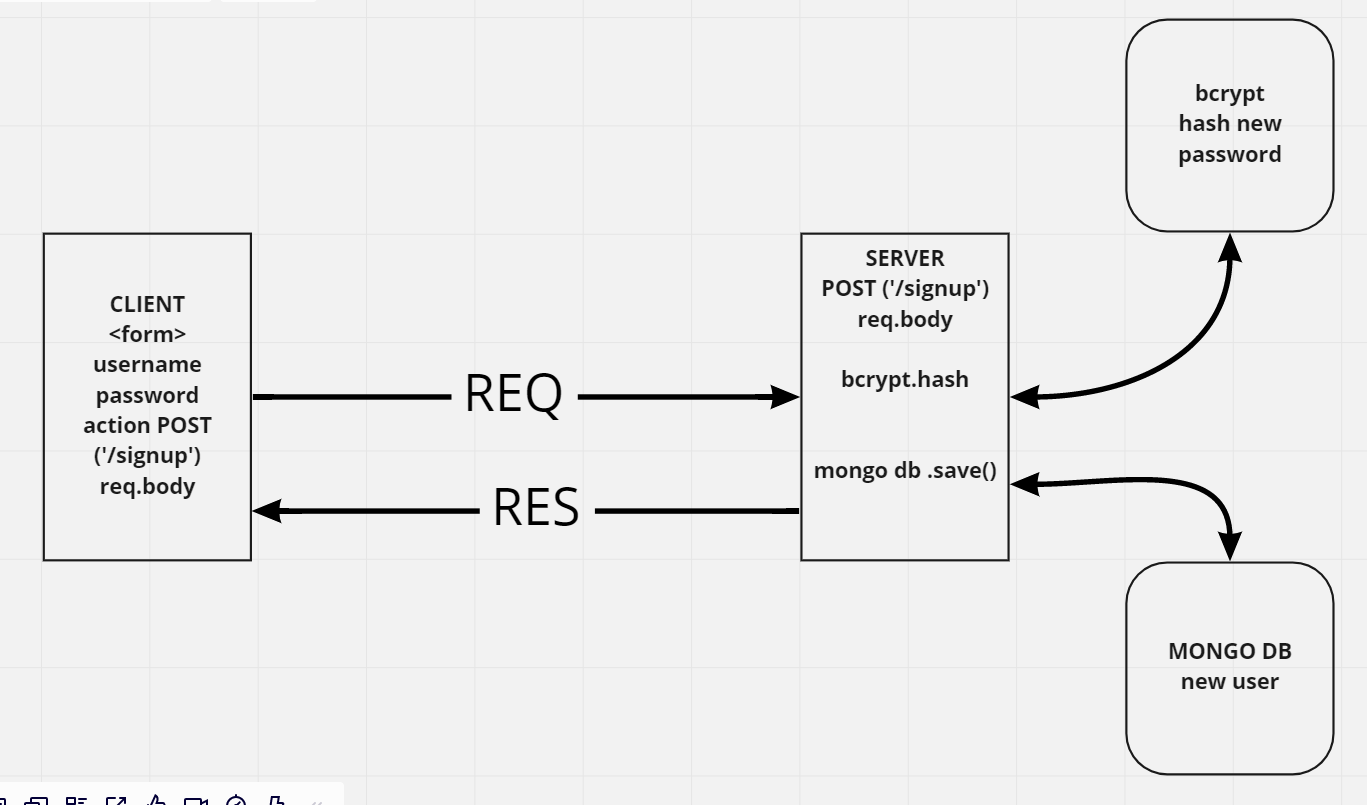 bcrypt
hash new
password
CLIENT
<form>
username
password
action POST
('/signup')
req.body
REQ
RES
SERVER
POST ('/signup')
req.body
bcrypt.hash
mongo db .save()
MONGO DB
new user